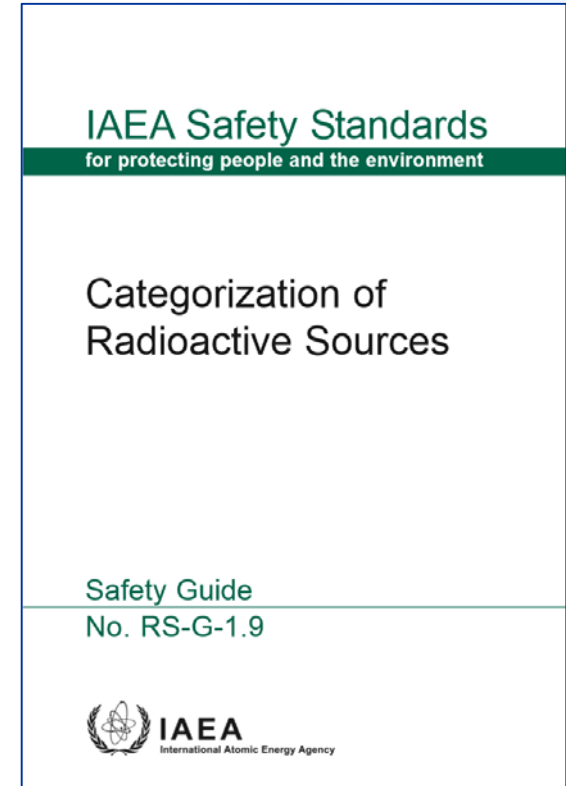 IAEA Safety Standards
for protecting people and the environment
Categorization of
Radioactive Sources
Safety Guide
No. RS-G-1.9
IAEA
International Atomic Energy Agency